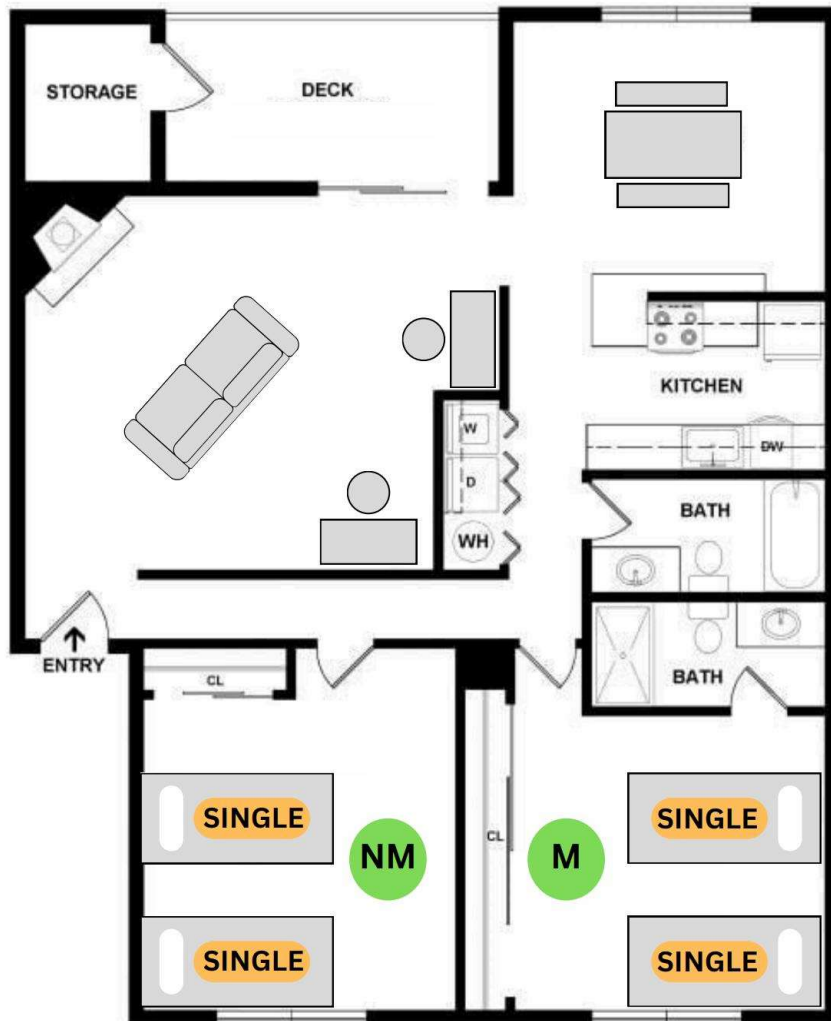 STORAGE
DECK
KITCHEN
W
DW
D
BATH
WH
ENTRY
CL
BATH
SINGLE
SINGLE
NM
CL
M
SINGLE
SINGLE